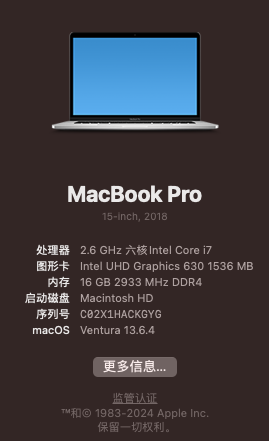 MacBook Pro
15-inch, 2018
处理器 2.6 GHz 六核Intel Core i7
图形卡 Intel UHD Graphics 630 1536 MB
内存 16 GB 2933 MHz DDR4
启动磁盘 Macintosh HD
序列号 C02X1HACKGYG
macOS Ventura 13.6.4
更多信息...
监管认证
™和© 1983-2024 Apple Inc.
保留一切权利。